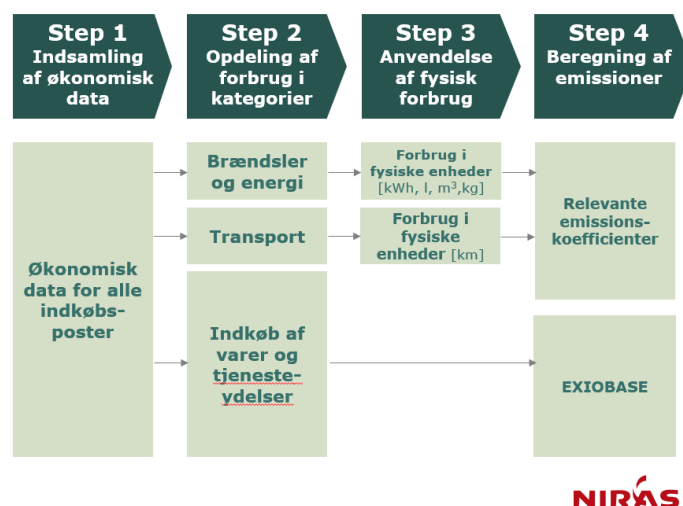 Step 1
Indsamling
af økonomisk
data
Step 2
Opdeling af
forbrug i
kategorier
Step 3
Anvendelse
af fysisk
forbrug
Step 4
Beregning af
emissioner
Økonomisk
data for alle
indkøbs-
poster
Brændsler
og energi
Forbrug i
fysiske enheder
[kWh, l, m³,kg]
Transport
Forbrug i
fysiske
enheder [km]
Relevante
emissions-
koefficienter
Indkøb af
varer og
tjeneste-
ydelser
EXIOBASE
NIRAS